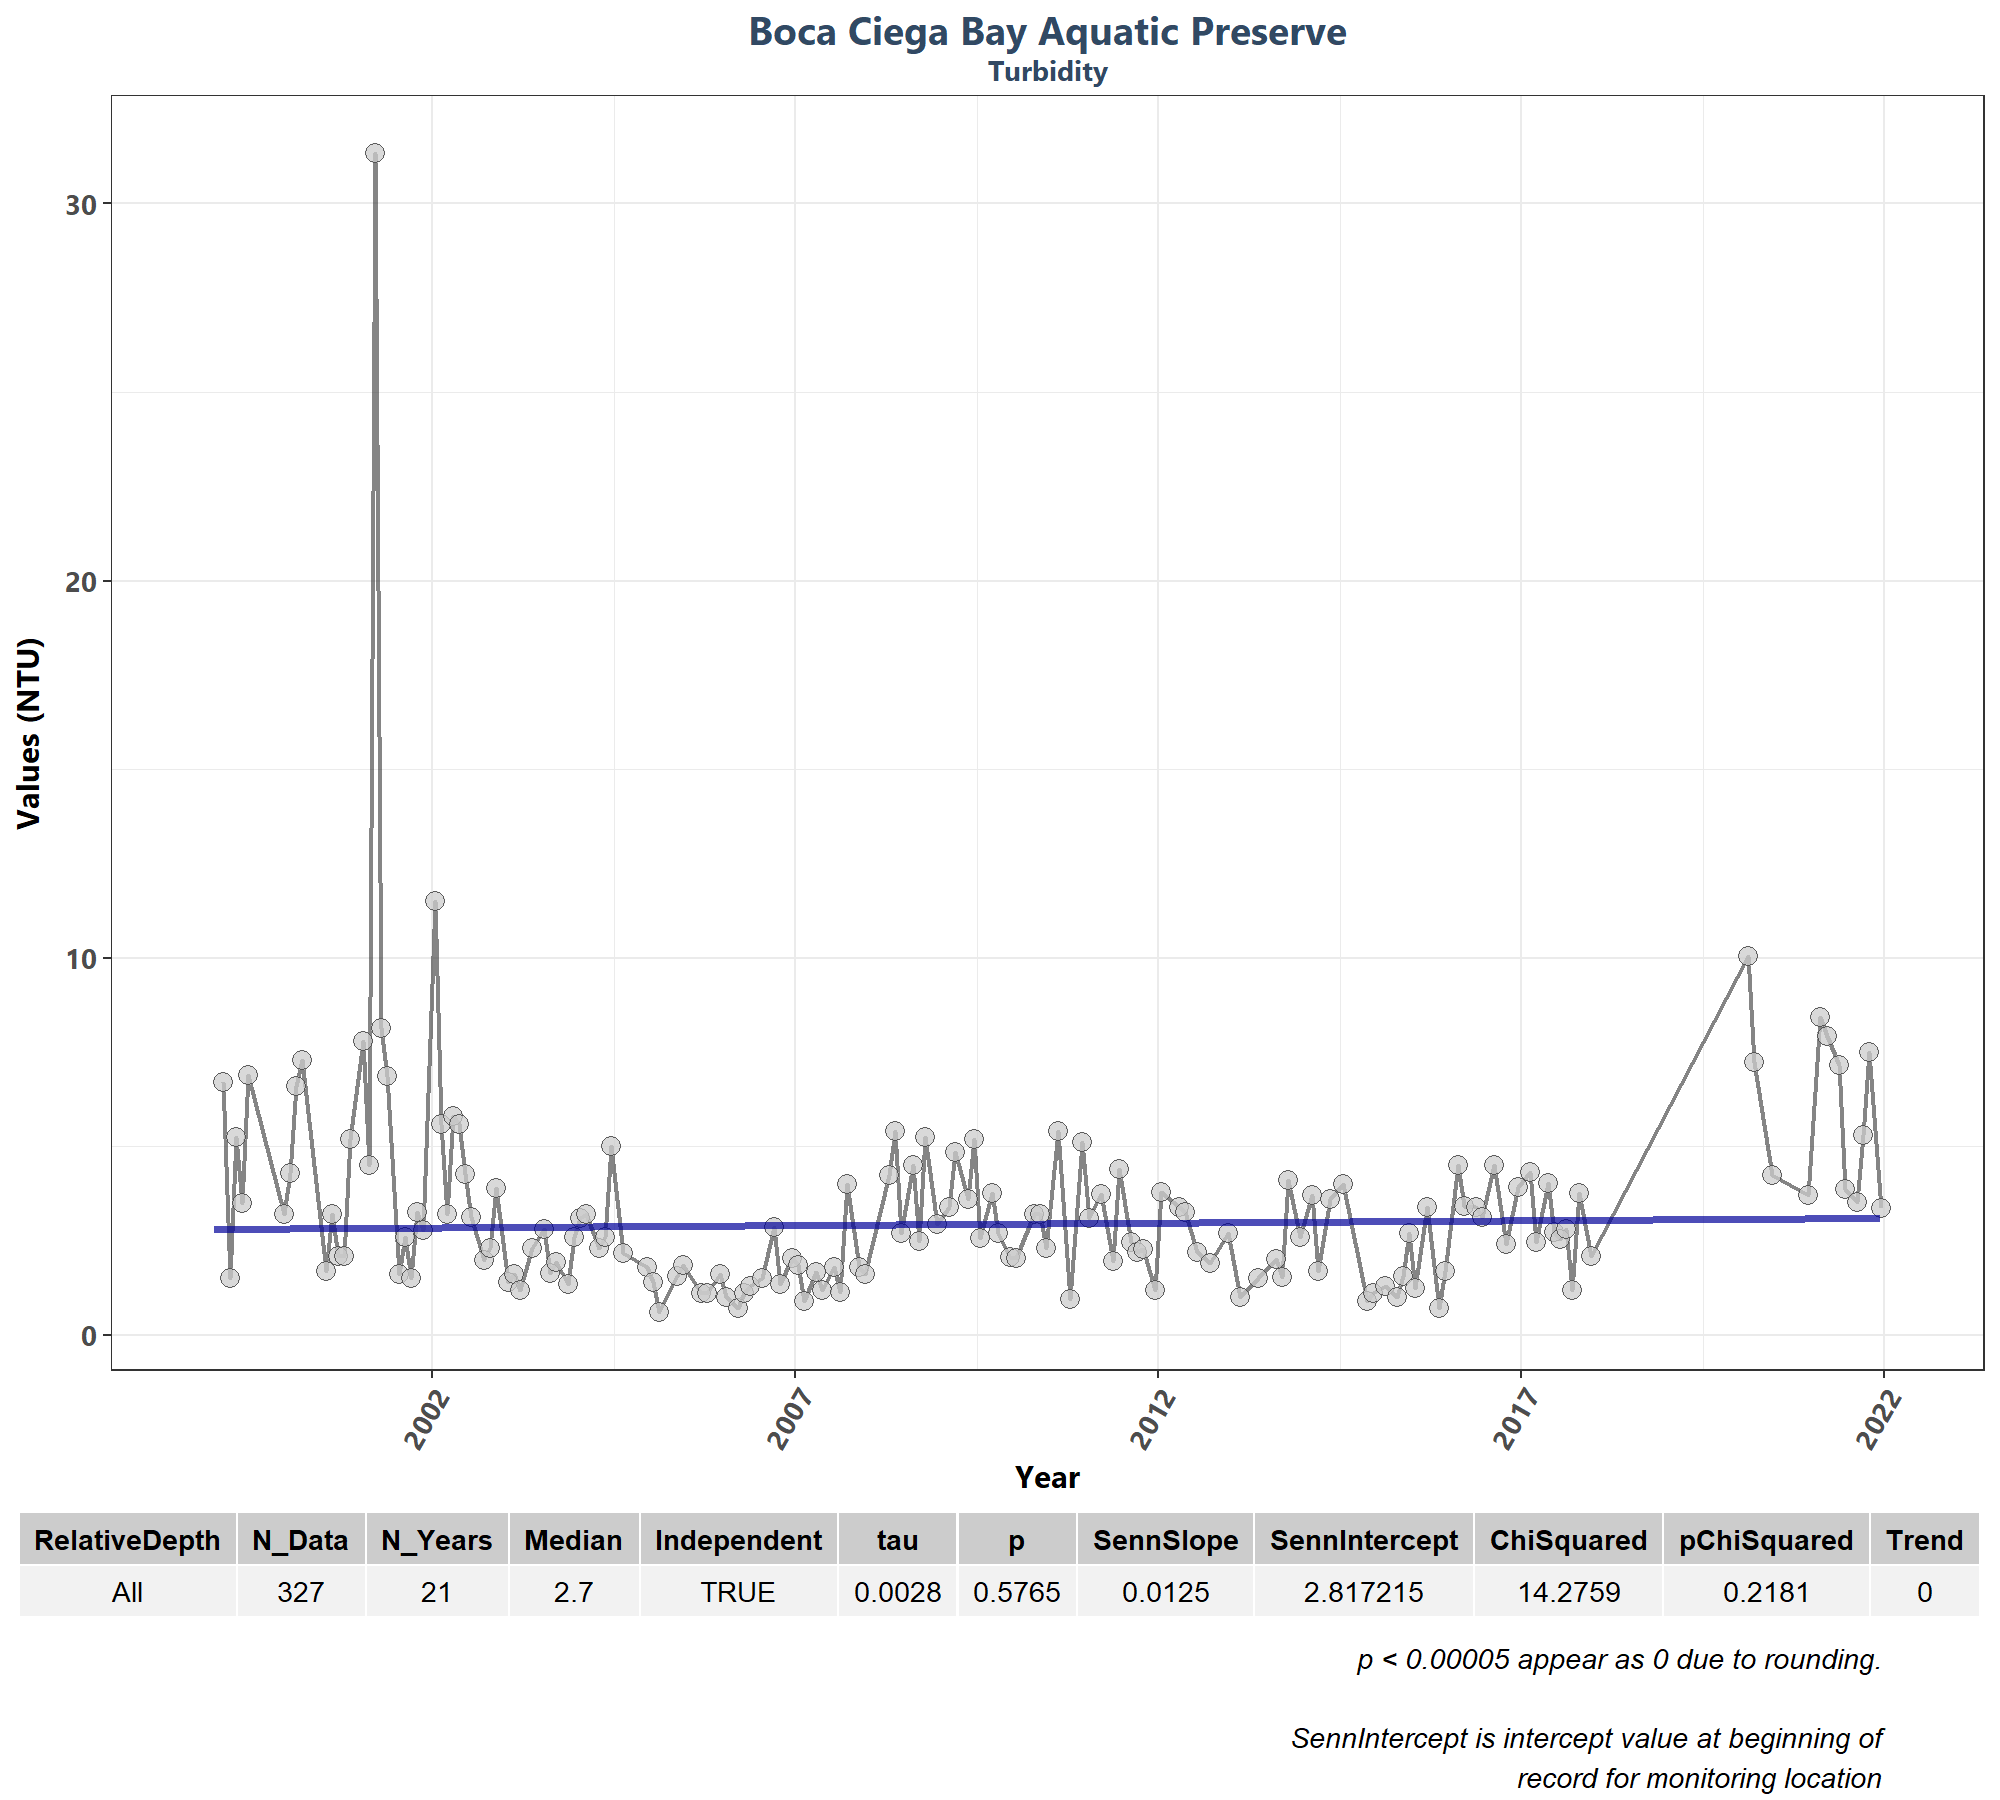 Boca Ciega Bay Aquatic Preserve
Turbidity
Values (NTU)
30
20
10
0
2002 2007 2012 2017 2022
Year
RelativeDepth N_Data N_Years Median Independent tau p SennSlope SennIntercept ChiSquared pChiSquared Trend
All 327 21 2.7 TRUE 0.0028 0.5765 0.0125 2.817215 14.2759 0.2181 0
p < 0.00005 appear as 0 due to rounding.
SennIntercept is intercept value at beginning of
record for monitoring location